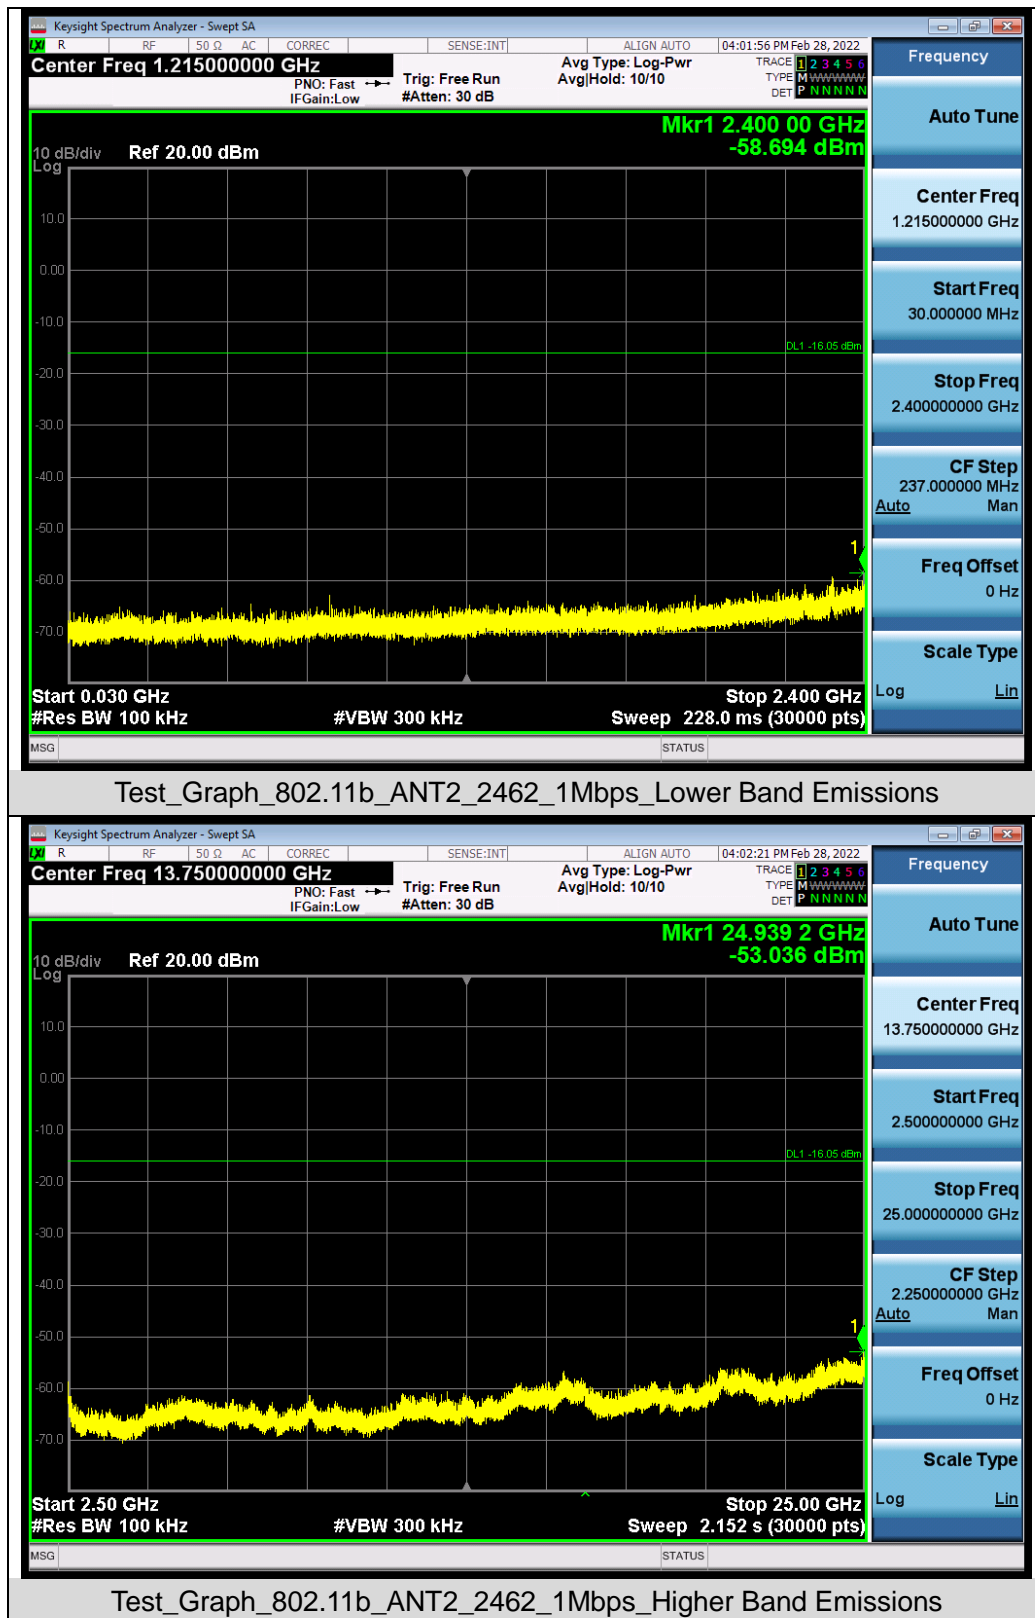 Keysight Spectrum Analyzer - Swept SA
LXI R RF 50 Ω AC CORREC SENSE:INT ALIGN AUTO 04:01:56 PM Feb 28, 2022
Center Freq 1.215000000 GHz
PNO: Fast
IFGain:Low
Trig: Free Run
#Atten: 30 dB
Avg Type: Log-Pwr
Avg|Hold: 10/10
TRACE 1 2 3 4 5 6
TYPE M W W W W W
DET P N N N N N
Mkr1 2.400 00 GHz
-58.694 dBm
10 dB/div Ref 20.00 dBm
Log
10.0
0.00
-10.0
DL1 -16.05 dBm
-20.0
-30.0
-40.0
-50.0
1
-60.0
-70.0
Start 0.030 GHz Stop 2.400 GHz
#Res BW 100 kHz #VBW 300 kHz Sweep 228.0 ms (30000 pts)
MSG STATUS
Frequency
Auto Tune
Center Freq
1.215000000 GHz
Start Freq
30.000000 MHz
Stop Freq
2.400000000 GHz
CF Step
237.000000 MHz
Auto Man
Freq Offset
0 Hz
Scale Type
Log Lin
Test_Graph_802.11b_ANT2_2462_1Mbps_Lower Band Emissions
Keysight Spectrum Analyzer - Swept SA
LXI R RF 50 Ω AC CORREC SENSE:INT ALIGN AUTO 04:02:21 PM Feb 28, 2022
Center Freq 13.750000000 GHz
PNO: Fast
IFGain:Low
Trig: Free Run
#Atten: 30 dB
Avg Type: Log-Pwr
Avg|Hold: 10/10
TRACE 1 2 3 4 5 6
TYPE M W W W W W
DET P N N N N N
Mkr1 24.939 2 GHz
-53.036 dBm
10 dB/div Ref 20.00 dBm
Log
10.0
0.00
-10.0
DL1 -16.05 dBm
-20.0
-30.0
-40.0
-50.0
1
-60.0
-70.0
Start 2.50 GHz Stop 25.00 GHz
#Res BW 100 kHz #VBW 300 kHz Sweep 2.152 s (30000 pts)
MSG STATUS
Frequency
Auto Tune
Center Freq
13.750000000 GHz
Start Freq
2.500000000 GHz
Stop Freq
25.000000000 GHz
CF Step
2.250000000 GHz
Auto Man
Freq Offset
0 Hz
Scale Type
Log Lin
Test_Graph_802.11b_ANT2_2462_1Mbps_Higher Band Emissions